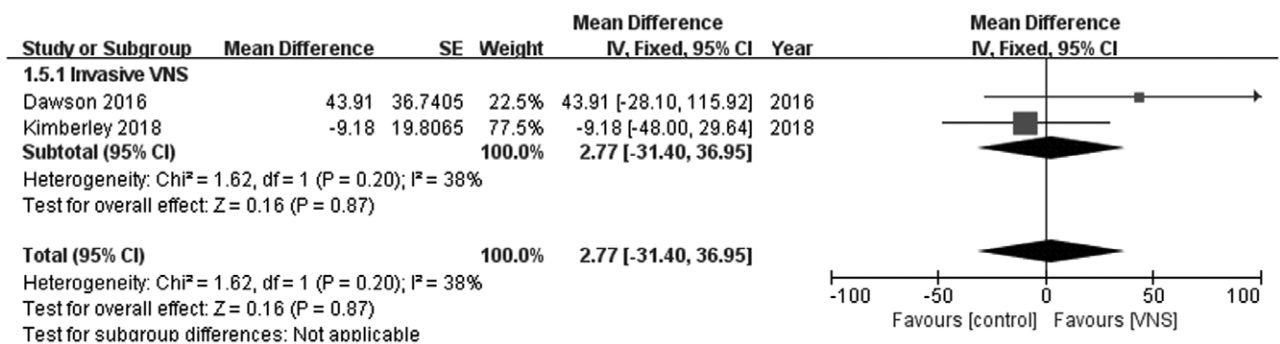 Mean Difference Mean Difference
Study or Subgroup Mean Difference SE Weight IV, Fixed, 95% CI Year IV, Fixed, 95% CI
1.5.1 Invasive VNS
Dawson 2016 43.91 36.7405 22.5% 43.91 [-28.10, 115.92] 2016
Kimberley 2018 -9.18 19.8065 77.5% -9.18 [-48.00, 29.64] 2018
Subtotal (95% CI) 100.0% 2.77 [-31.40, 36.95]
Heterogeneity: Chi² = 1.62, df = 1 (P = 0.20); I² = 38%
Test for overall effect: Z = 0.16 (P = 0.87)
Total (95% CI) 100.0% 2.77 [-31.40, 36.95]
Heterogeneity: Chi² = 1.62, df = 1 (P = 0.20); I² = 38%
Test for overall effect: Z = 0.16 (P = 0.87)
Test for subgroup differences: Not applicable
-100 -50 0 50 100
Favours [control] Favours [VNS]